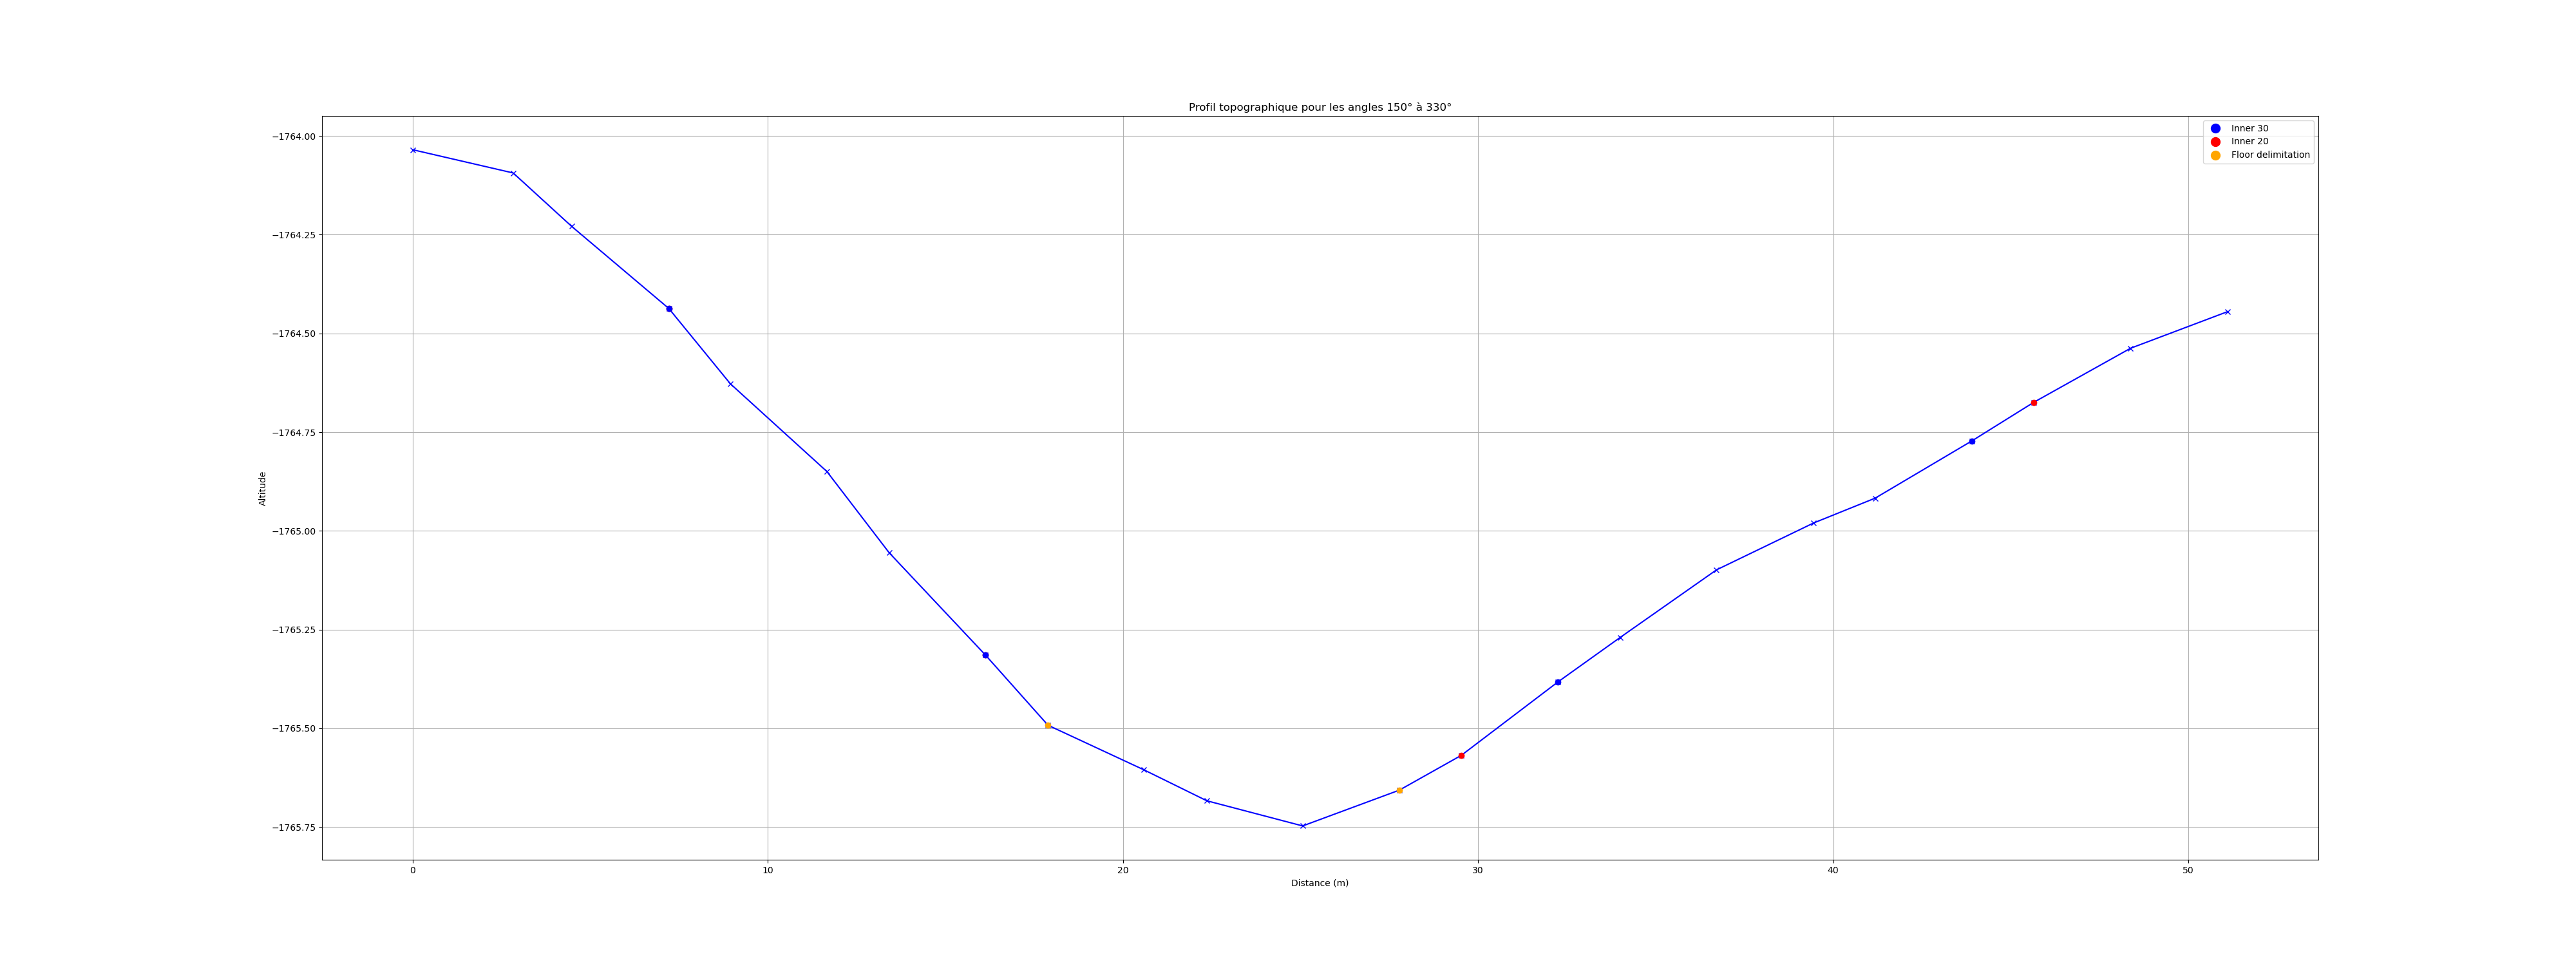 Profil topographique pour les angles 150° à 330°
Inner 30
Inner 20
Floor delimitation
Altitude
−1764.00
−1764.25
−1764.50
−1764.75
−1765.00
−1765.25
−1765.50
−1765.75
0 10 20 30 40 50
Distance (m)